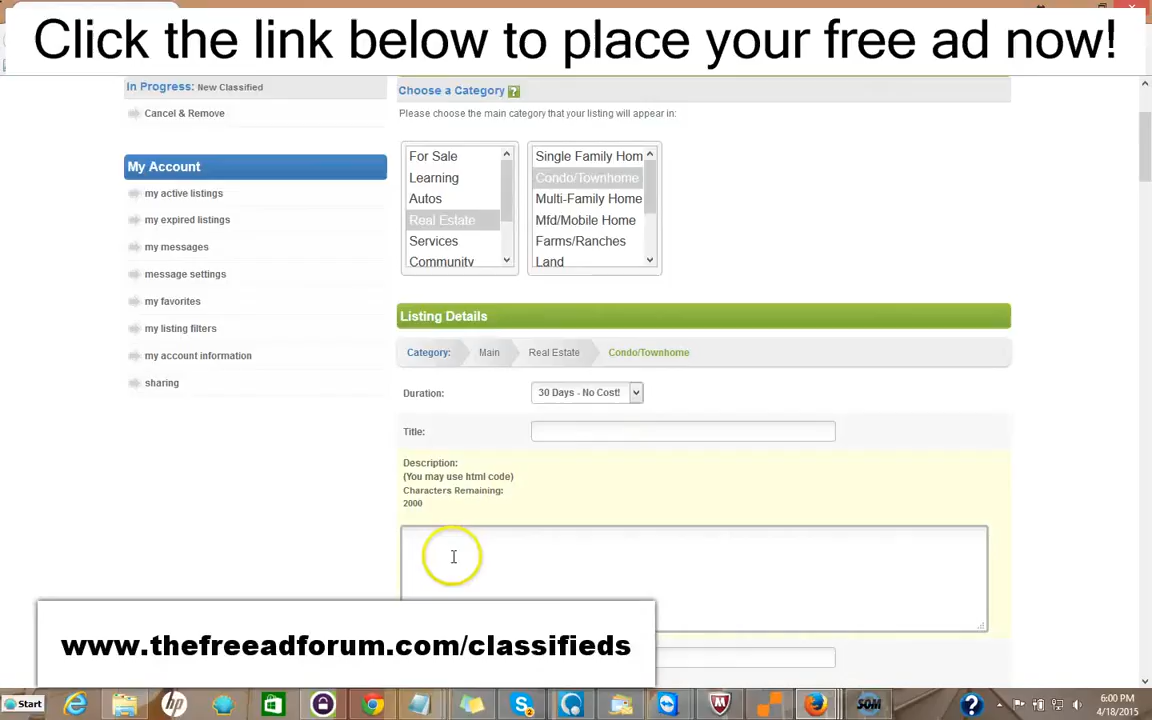 Click the link below to place your free ad now!
In Progress: New Classified
Cancel & Remove
My Account
my active listings
my expired listings
my messages
message settings
my favorites
my listing filters
my account information
sharing
Choose a Category ?
Please choose the main category that your listing will appear in:
For Sale
Learning
Autos
Real Estate
Services
Community
Single Family Hom
Condo/Townhome
Multi-Family Home
Mfd/Mobile Home
Farms/Ranches
Land
Listing Details
Category: Main Real Estate Condo/Townhome
Duration: 30 Days - No Cost!
Title:
Description:
(You may use html code)
Characters Remaining:
2000
www.thefreeadforum.com/classifieds
Start
hp
S 2
SOM
?
6:00 PM
4/18/2015